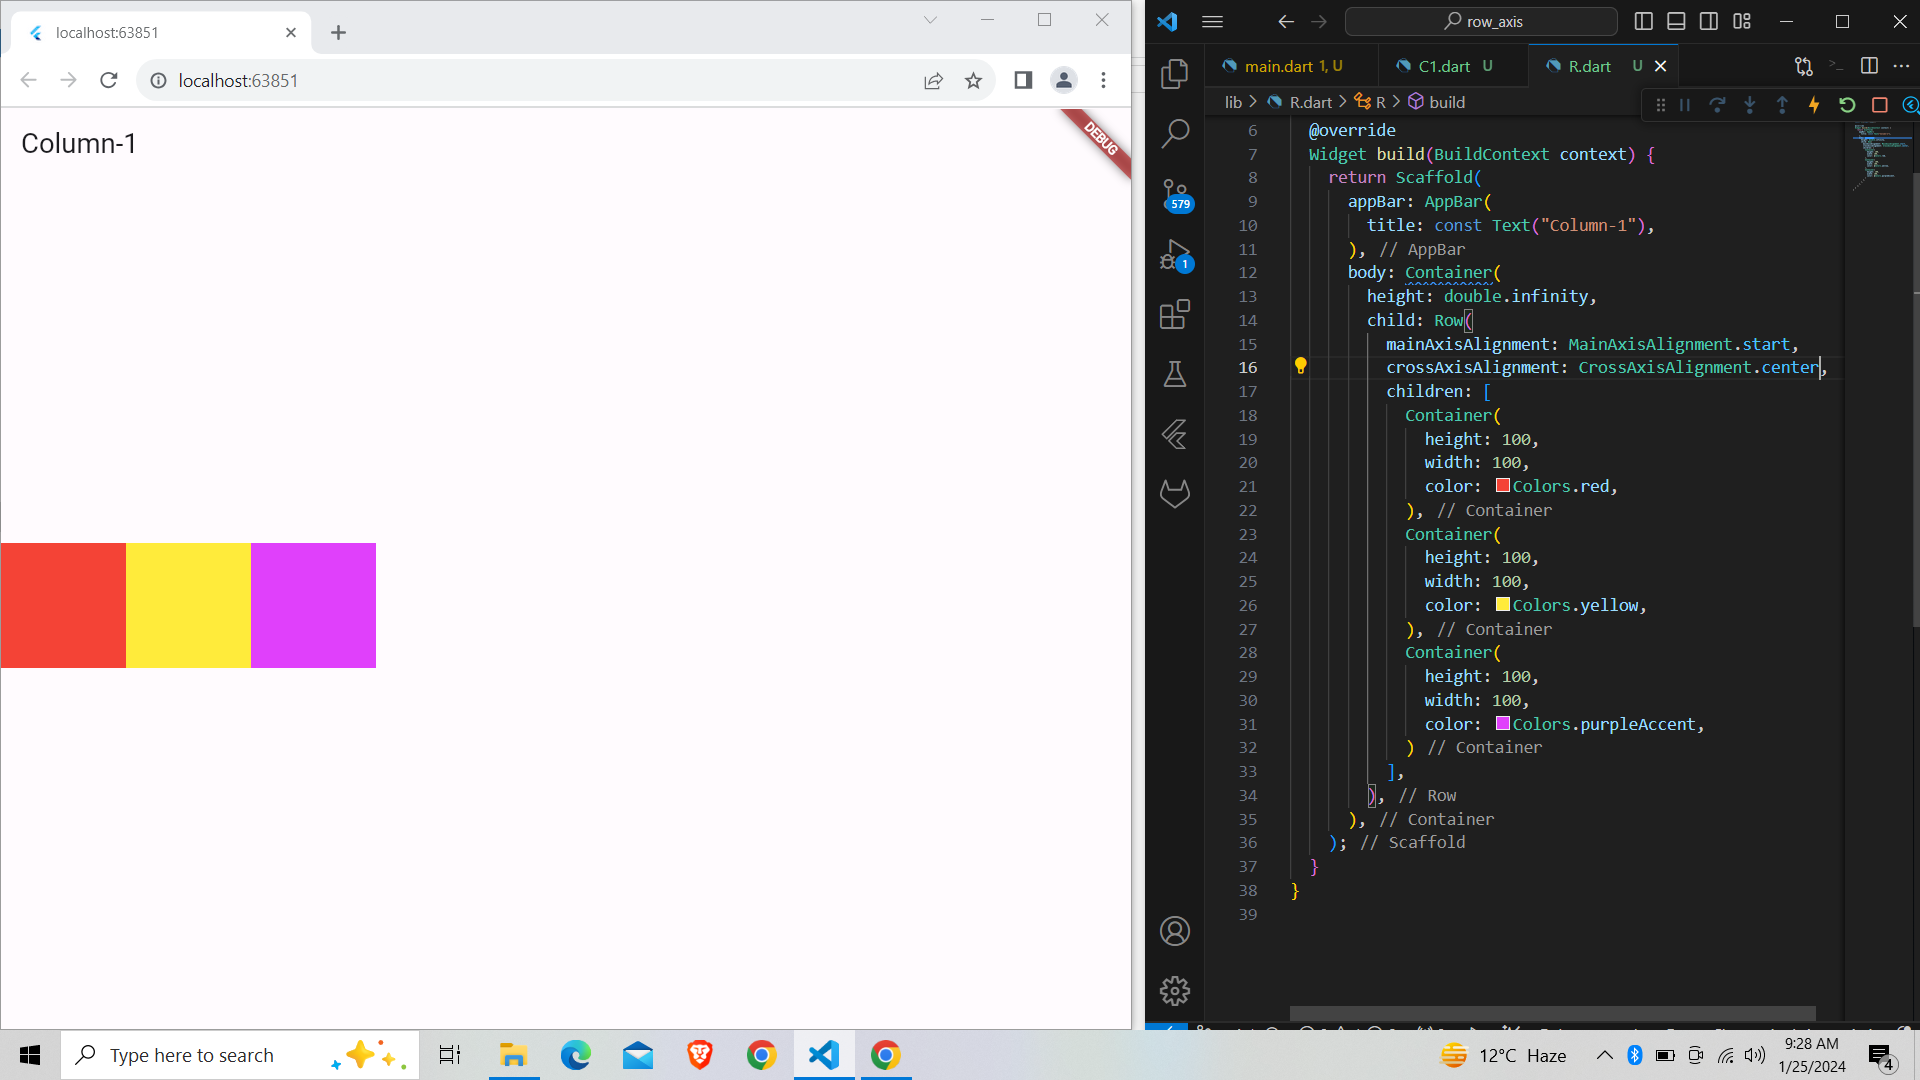 localhost:63851
localhost:63851
Column-1
DEBUG
row_axis
main.dart 1, U
C1.dart U
R.dart U
lib > R.dart > R > build
579
1
6 @override
7 Widget build(BuildContext context) {
8 return Scaffold(
9 appBar: AppBar(
10 title: const Text("Column-1"),
11 ), // AppBar
12 body: Container(
13 height: double.infinity,
14 child: Row(
15 mainAxisAlignment: MainAxisAlignment.start,
16 crossAxisAlignment: CrossAxisAlignment.center,
17 children: [
18 Container(
19 height: 100,
20 width: 100,
21 color: Colors.red,
22 ), // Container
23 Container(
24 height: 100,
25 width: 100,
26 color: Colors.yellow,
27 ), // Container
28 Container(
29 height: 100,
30 width: 100,
31 color: Colors.purpleAccent,
32 ) // Container
33 ],
34 ), // Row
35 ), // Container
36 ); // Scaffold
37 }
38 }
39
Type here to search
12°C Haze
9:28 AM
1/25/2024
4